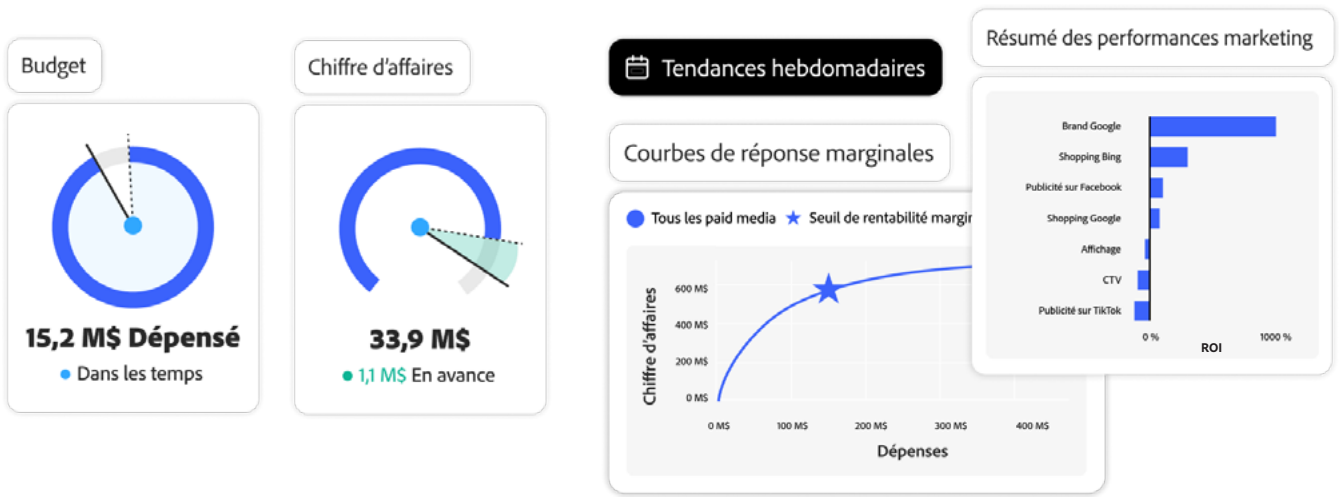 Budget
15,2 M$ Dépensé
Dans les temps
Chiffre d'affaires
33,9 M$
1,1 M$ En avance
Tendances hebdomadaires
Courbes de réponse marginales
Tous les paid media
Seuil de rentabilité
Chiffre d'affaires
600 M$
400 M$
200 M$
0 M$
0 M$
100 M$
200 M$
300 M$
400 M$
Dépenses
Résumé des performances marketing
Brand Google
Shopping Bing
Publicité sur Facebook
Shopping Google
Affichage
CTV
Publicité sur TikTok
0 %
1000 %
ROI